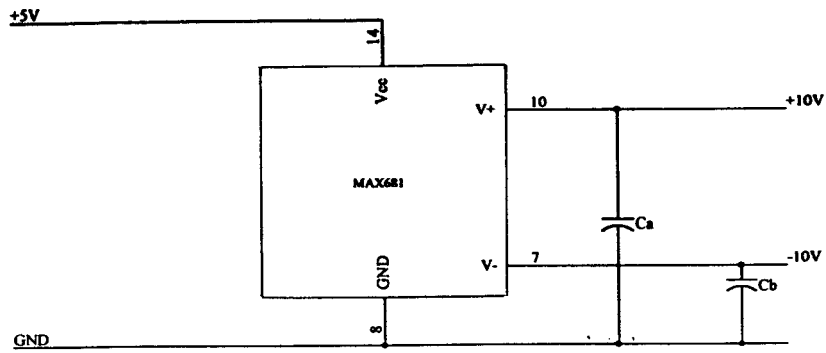 +5V
14
Vcc
V+
10
+10V
MAX681
Ca
V-
7
-10V
GND
Cb
8
GND